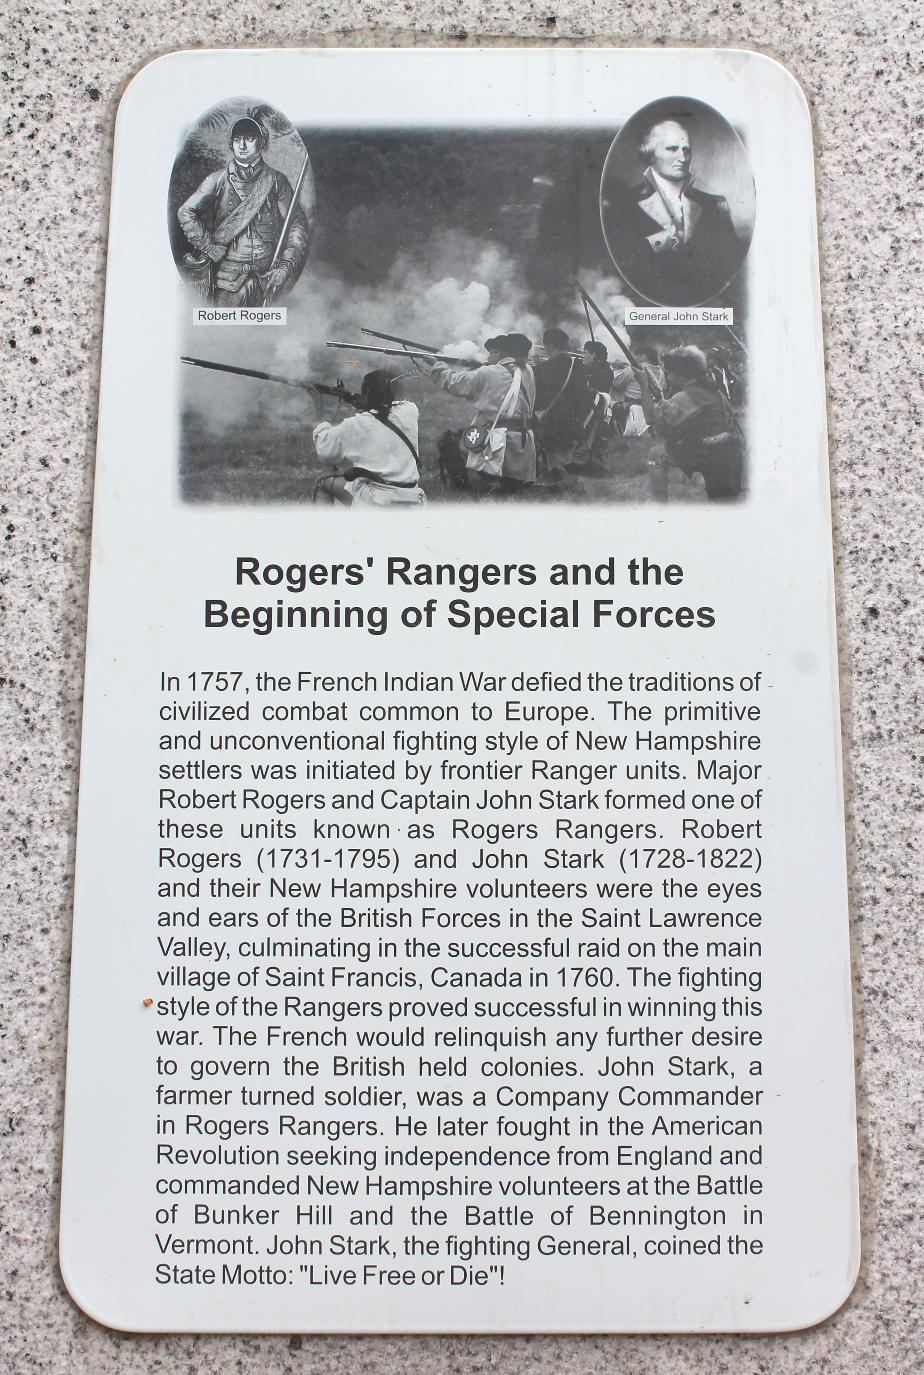 Robert Rogers
General John Stark
Rogers' Rangers and the
Beginning of Special Forces
In 1757, the French Indian War defied the traditions of
civilized combat common to Europe. The primitive
and unconventional fighting style of New Hampshire
settlers was initiated by frontier Ranger units. Major
Robert Rogers and Captain John Stark formed one of
these units known as Rogers Rangers. Robert
Rogers (1731-1795) and John Stark (1728-1822)
and their New Hampshire volunteers were the eyes
and ears of the British Forces in the Saint Lawrence
Valley, culminating in the successful raid on the main
village of Saint Francis, Canada in 1760. The fighting
style of the Rangers proved successful in winning this
war. The French would relinquish any further desire
to govern the British held colonies. John Stark, a
farmer turned soldier, was a Company Commander
in Rogers Rangers. He later fought in the American
Revolution seeking independence from England and
commanded New Hampshire volunteers at the Battle
of Bunker Hill and the Battle of Bennington in
Vermont. John Stark, the fighting General, coined the
State Motto: "Live Free or Die"!